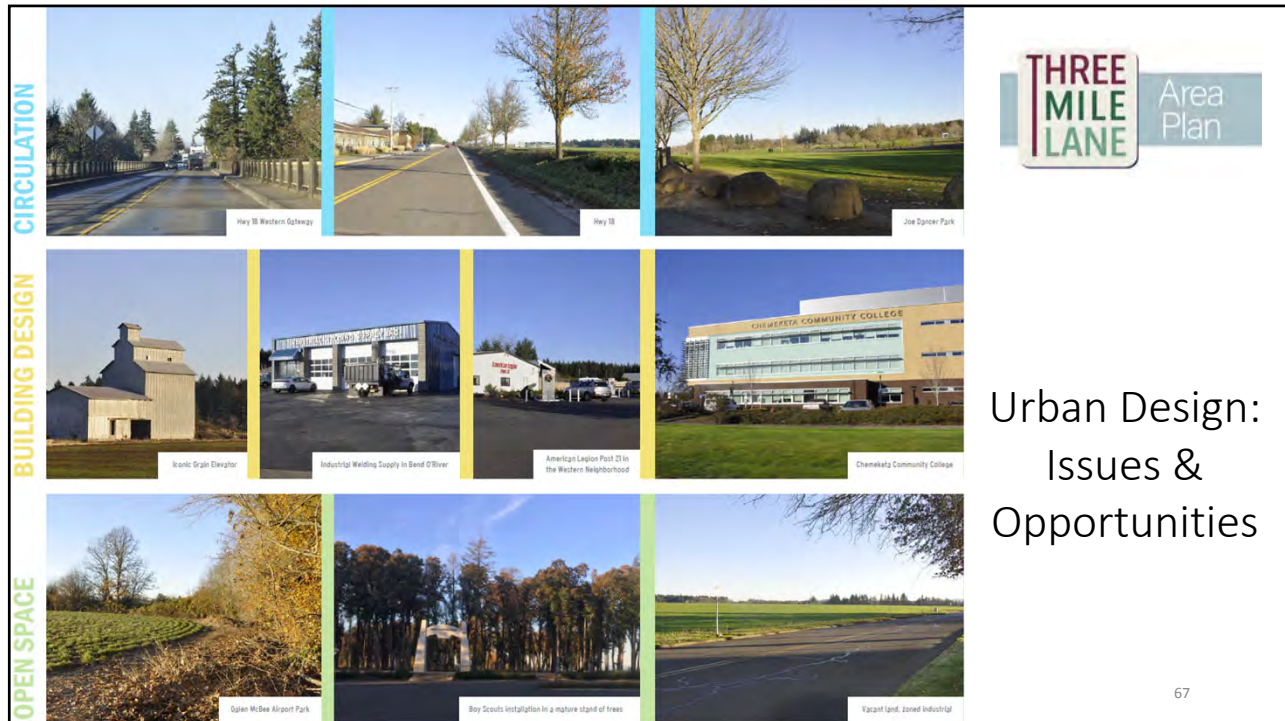 CIRCULATION
Hwy 18 Western Gateway
Hwy 18
Joe Dancer Park
THREE
MILE
LANE
Area
Plan
BUILDING DESIGN
Iconic Grain Elevator
Industrial Welding Supply in Bend O'River
American Legion Post 21 in
the Western Neighborhood
CHEMEKETA COMMUNITY COLLEGE
Chemeketa Community College
Urban Design:
Issues &
Opportunities
OPEN SPACE
Galen McBee Airport Park
Boy Scouts installation in a mature stand of trees
Vacant land, zoned industrial
67